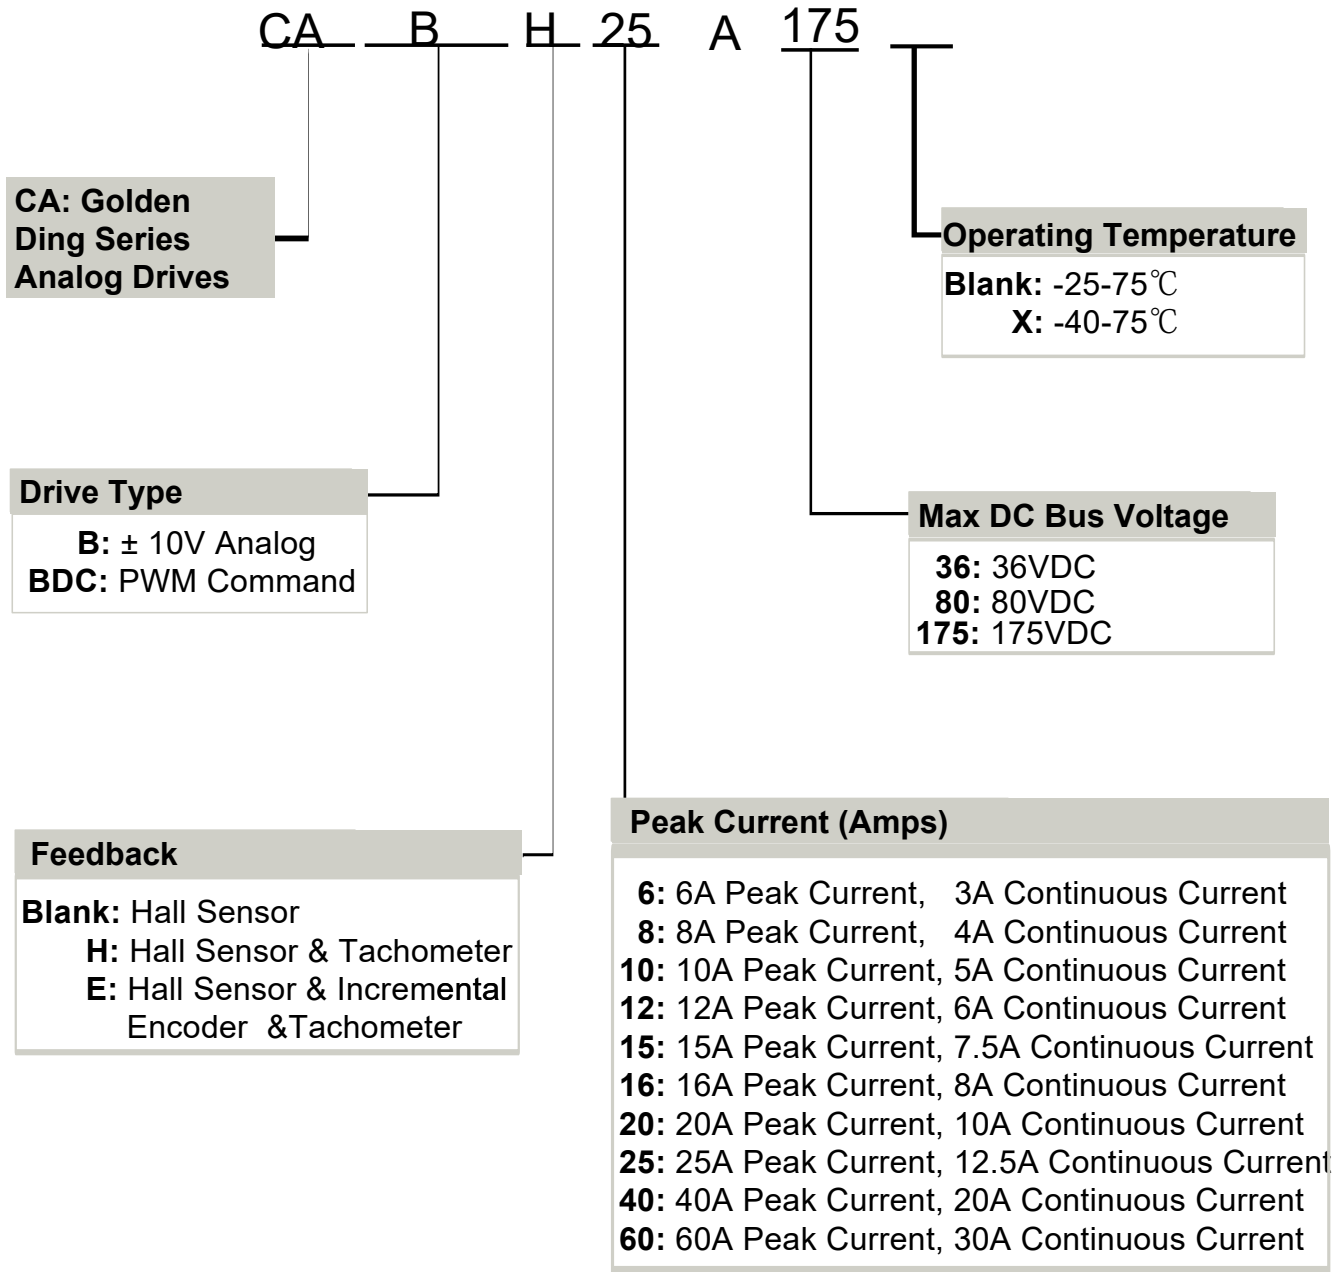 CA B H 25 A 175
CA: Golden
Ding Series
Analog Drives
Operating Temperature
Blank: -25-75℃
X: -40-75℃
Drive Type
B: ± 10V Analog
BDC: PWM Command
Max DC Bus Voltage
36: 36VDC
80: 80VDC
175: 175VDC
Feedback
Blank: Hall Sensor
H: Hall Sensor & Tachometer
E: Hall Sensor & Incremental
Encoder &Tachometer
Peak Current (Amps)
6: 6A Peak Current, 3A Continuous Current
8: 8A Peak Current, 4A Continuous Current
10: 10A Peak Current, 5A Continuous Current
12: 12A Peak Current, 6A Continuous Current
15: 15A Peak Current, 7.5A Continuous Current
16: 16A Peak Current, 8A Continuous Current
20: 20A Peak Current, 10A Continuous Current
25: 25A Peak Current, 12.5A Continuous Current
40: 40A Peak Current, 20A Continuous Current
60: 60A Peak Current, 30A Continuous Current